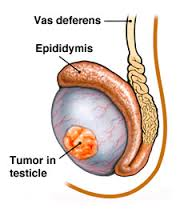 Vas deferens
Epididymis
Tumor in
testicle